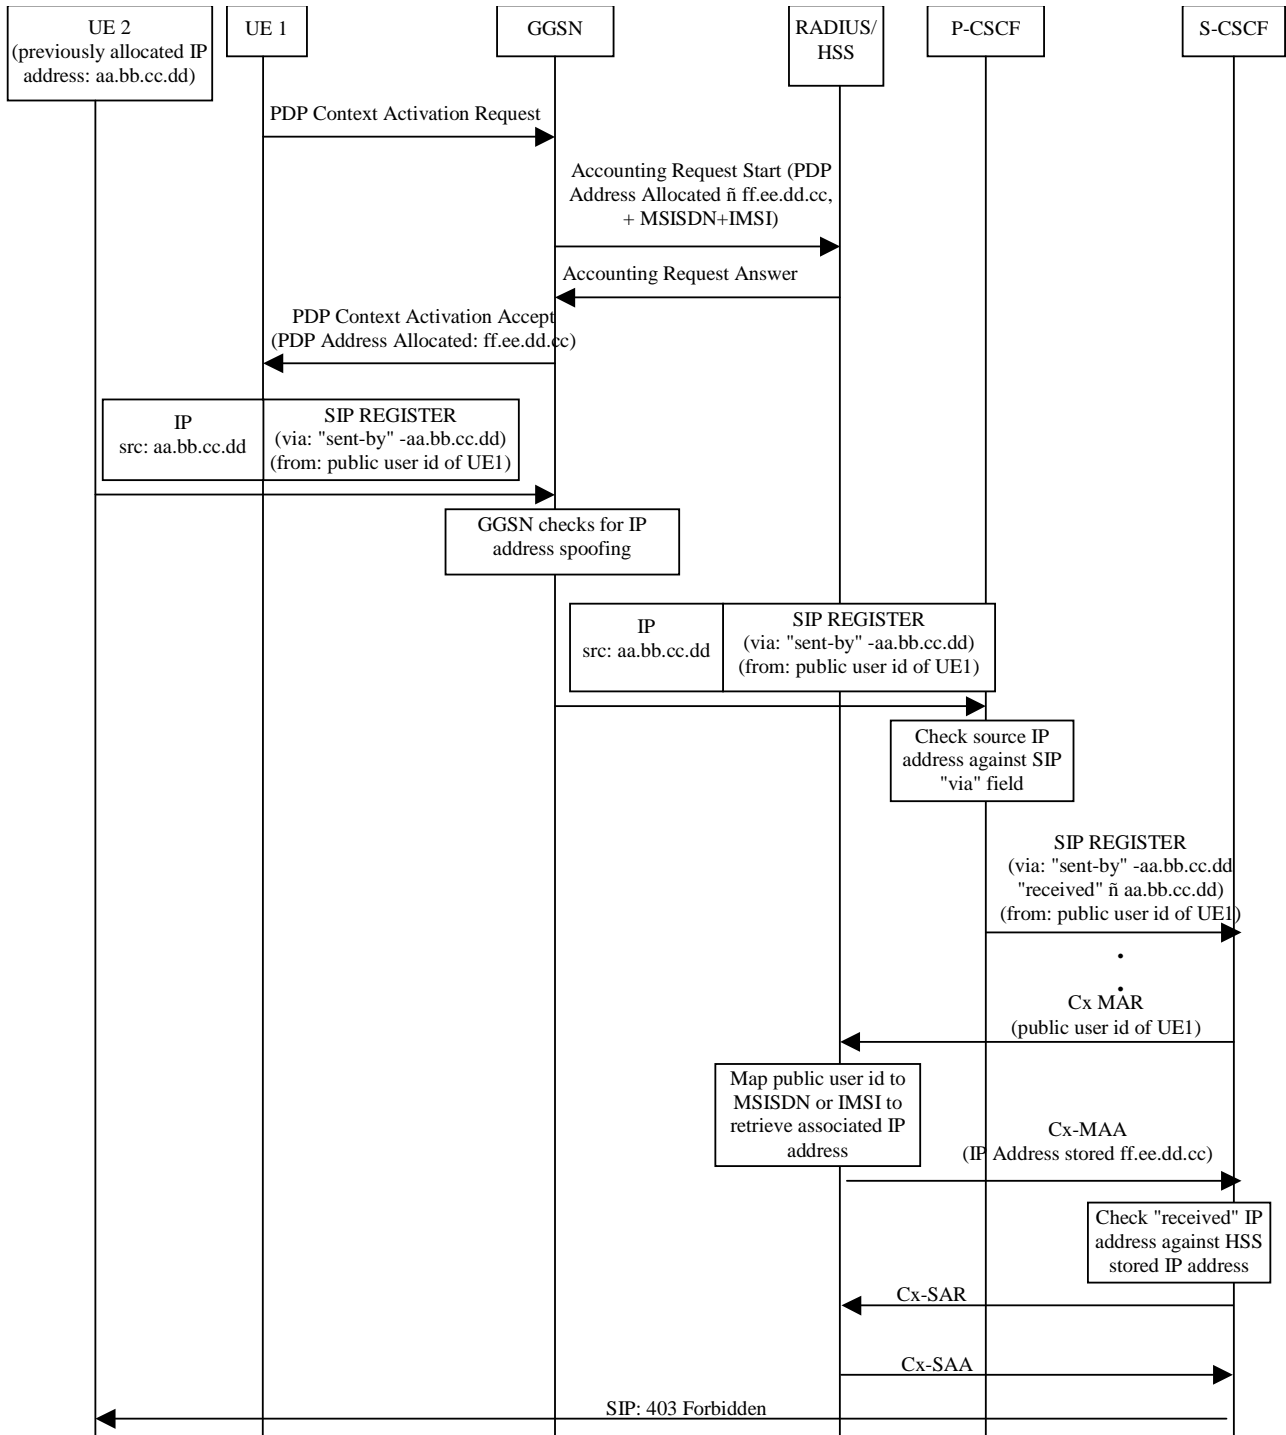 UE 2
(previously allocated IP
address: aa.bb.cc.dd)
UE 1
GGSN
RADIUS/
HSS
P-CSCF
S-CSCF
PDP Context Activation Request
Accounting Request Start (PDP
Address Allocated ñ ff.ee.dd.cc,
+ MSISDN+IMSI)
Accounting Request Answer
PDP Context Activation Accept
(PDP Address Allocated: ff.ee.dd.cc)
IP
src: aa.bb.cc.dd
SIP REGISTER
(via: "sent-by" -aa.bb.cc.dd)
(from: public user id of UE1)
GGSN checks for IP
address spoofing
IP
src: aa.bb.cc.dd
SIP REGISTER
(via: "sent-by" -aa.bb.cc.dd)
(from: public user id of UE1)
Check source IP
address against SIP
"via" field
SIP REGISTER
(via: "sent-by" -aa.bb.cc.dd
"received" ñ aa.bb.cc.dd)
(from: public user id of UE1)
.
.
Cx MAR
(public user id of UE1)
Map public user id to
MSISDN or IMSI to
retrieve associated IP
address
Cx-MAA
(IP Address stored ff.ee.dd.cc)
Check "received" IP
address against HSS
stored IP address
Cx-SAR
Cx-SAA
SIP: 403 Forbidden